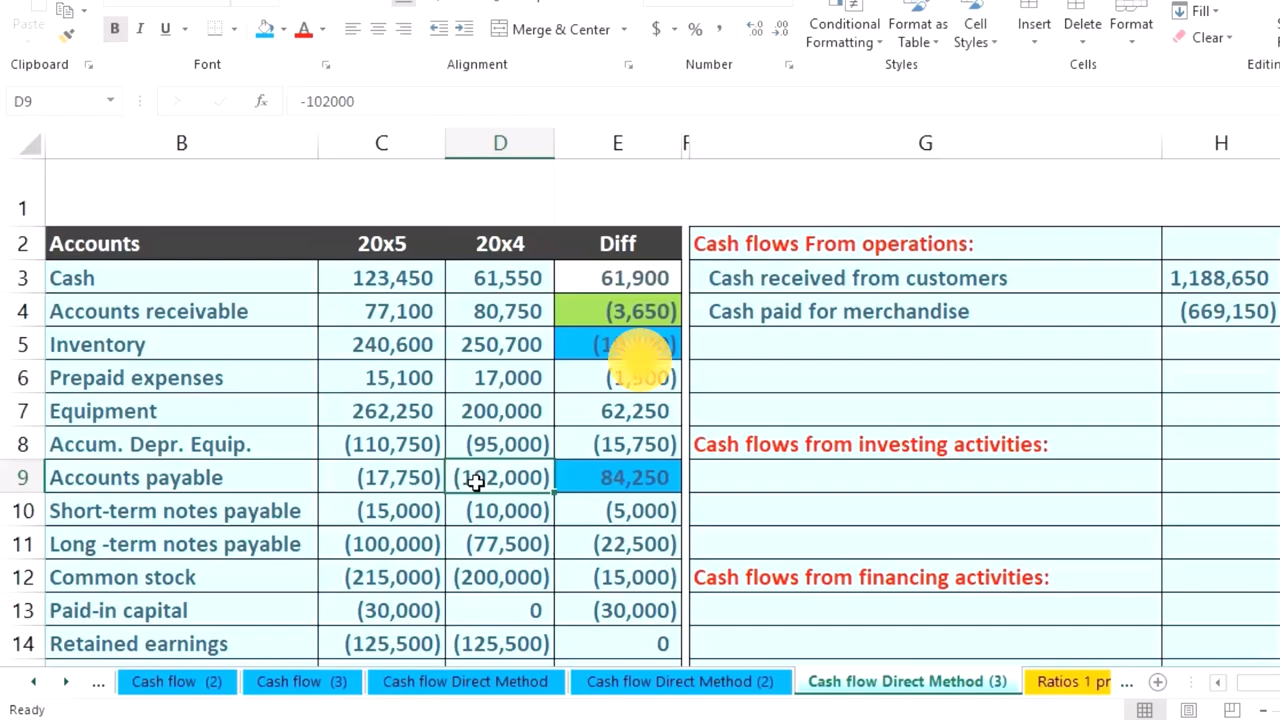 Paste
B I U
A
Merge & Center
$ % ,
Conditional Formatting
Format as Table
Cell Styles
Insert
Delete
Format
Fill
Clear
Clipboard
Font
Alignment
Number
Styles
Cells
D9 fx -102000
B C D E F G H
1
2 Accounts 20x5 20x4 Diff Cash flows From operations:
3 Cash 123,450 61,550 61,900 Cash received from customers 1,188,650
4 Accounts receivable 77,100 80,750 (3,650) Cash paid for merchandise (669,150)
5 Inventory 240,600 250,700
6 Prepaid expenses 15,100 17,000 (1,900)
7 Equipment 262,250 200,000 62,250
8 Accum. Depr. Equip. (110,750) (95,000) (15,750) Cash flows from investing activities:
9 Accounts payable (17,750) (102,000) 84,250
10 Short-term notes payable (15,000) (10,000) (5,000)
11 Long -term notes payable (100,000) (77,500) (22,500)
12 Common stock (215,000) (200,000) (15,000) Cash flows from financing activities:
13 Paid-in capital (30,000) 0 (30,000)
14 Retained earnings (125,500) (125,500) 0
... Cash flow (2) Cash flow (3) Cash flow Direct Method Cash flow Direct Method (2) Cash flow Direct Method (3) Ratios 1 pr ...
Ready